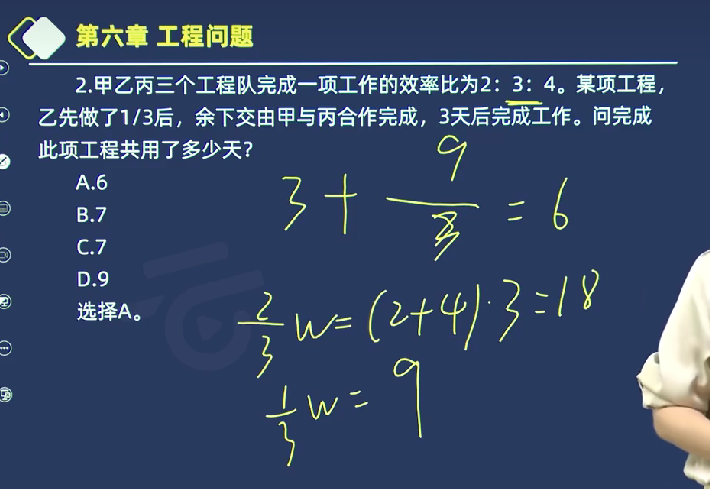 第六章 工程问题
2.甲乙丙三个工程队完成一项工作的效率比为2：3：4。某项工程，
乙先做了1/3后，余下交由甲与丙合作完成，3天后完成工作。问完成
此项工程共用了多少天？
A.6
B.7
C.7
D.9
选择A。
3+9/3=6
2/3 W=(2+4)·3=18
1/3 W=9